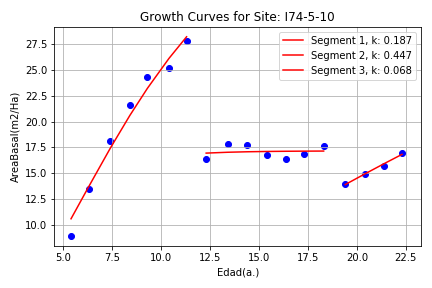 Growth Curves for Site: I74-5-10
Segment 1, k: 0.187
Segment 2, k: 0.447
Segment 3, k: 0.068
AreaBasal(m2/Ha)
27.5
25.0
22.5
20.0
17.5
15.0
12.5
10.0
5.0 7.5 10.0 12.5 15.0 17.5 20.0 22.5
Edad(a.)